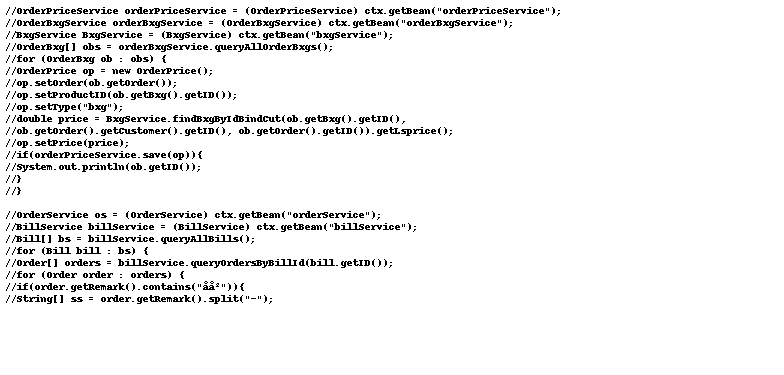 //OrderPriceService orderPriceService = (OrderPriceService) ctx.getBean("orderPriceService");
//OrderBxgService orderBxgService = (OrderBxgService) ctx.getBean("orderBxgService");
//BxgService BxgService = (BxgService) ctx.getBean("bxgService");
//OrderBxg[] obs = orderBxgService.queryAllOrderBxgs();
//for (OrderBxg ob : obs) {
//OrderPrice op = new OrderPrice();
//op.setOrder(ob.getOrder());
//op.setProductID(ob.getBxg().getID());
//op.setType("bxg");
//double price = BxgService.findBxgByIdBindCut(ob.getBxg().getID(),
//ob.getOrder().getCustomer().getID(), ob.getOrder().getID()).getLsprice();
//op.setPrice(price);
//if(orderPriceService.save(op)){
//System.out.println(ob.getID());
//}
//}
//OrderService os = (OrderService) ctx.getBean("orderService");
//BillService billService = (BillService) ctx.getBean("billService");
//Bill[] bs = billService.queryAllBills();
//for (Bill bill : bs) {
//Order[] orders = billService.queryOrdersByBillId(bill.getID());
//for (Order order : orders) {
//if(order.getRemark().contains("åå²")){
//String[] ss = order.getRemark().split("-");